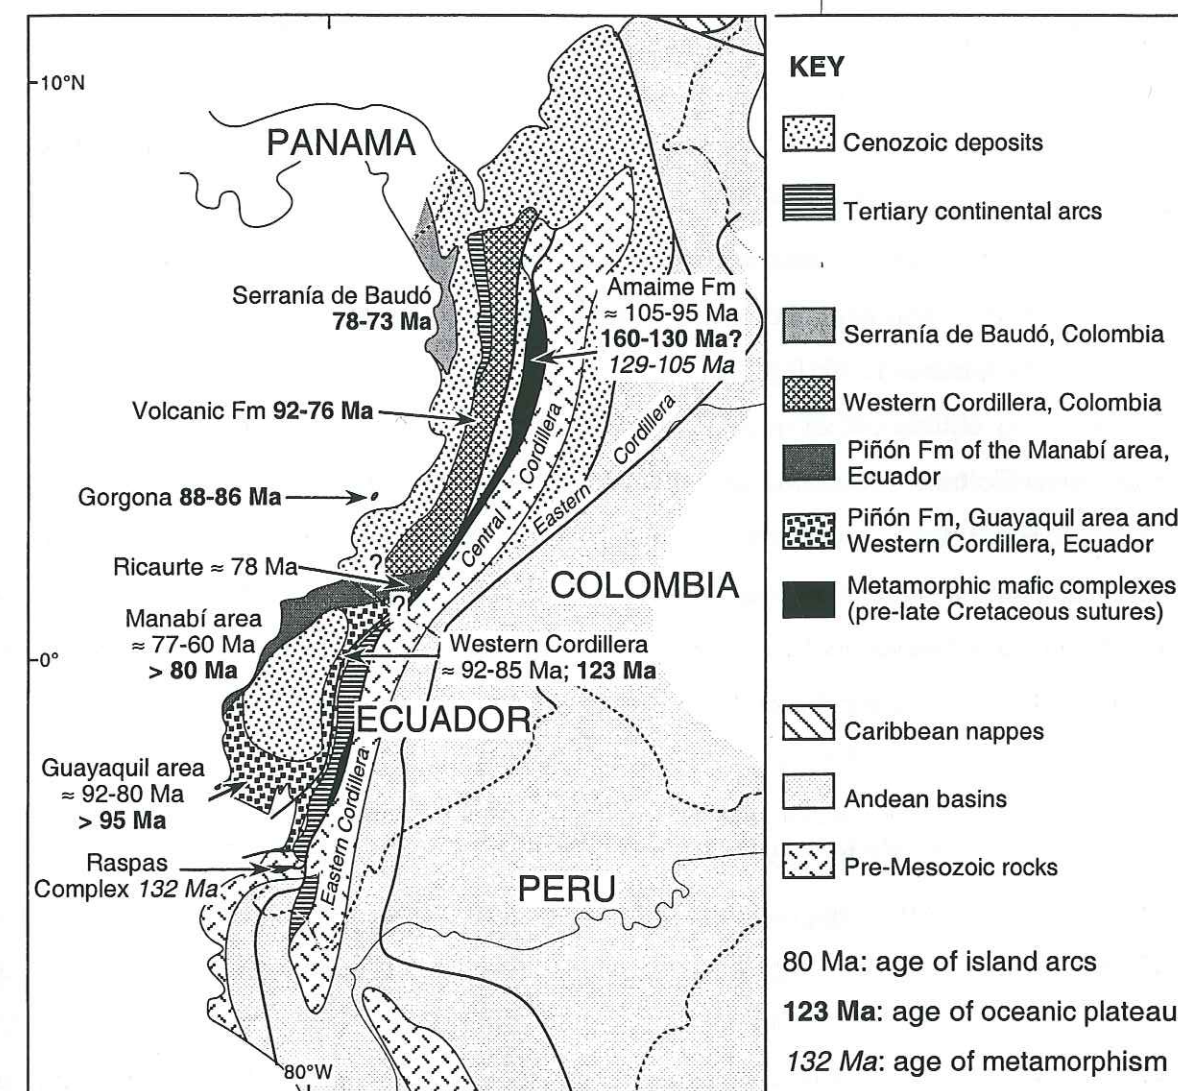 10°N
PANAMA
Serranía de Baudó
78-73 Ma
Amaime Fm
≈ 105-95 Ma
160-130 Ma?
129-105 Ma
Volcanic Fm 92-76 Ma
Gorgona 88-86 Ma
Central Cordillera
Eastern Cordillera
?
Ricaurte ≈ 78 Ma
?
COLOMBIA
Manabí area
≈ 77-60 Ma
> 80 Ma
0°
Western Cordillera
≈ 92-85 Ma; 123 Ma
ECUADOR
Guayaquil area
≈ 92-80 Ma
> 95 Ma
Eastern Cordillera
Raspas
Complex 132 Ma
PERU
80°W
KEY
Cenozoic deposits
Tertiary continental arcs
Serranía de Baudó, Colombia
Western Cordillera, Colombia
Piñón Fm of the Manabí area,
Ecuador
Piñón Fm, Guayaquil area and
Western Cordillera, Ecuador
Metamorphic mafic complexes
(pre-late Cretaceous sutures)
Caribbean nappes
Andean basins
Pre-Mesozoic rocks
80 Ma: age of island arcs
123 Ma: age of oceanic plateau
132 Ma: age of metamorphism